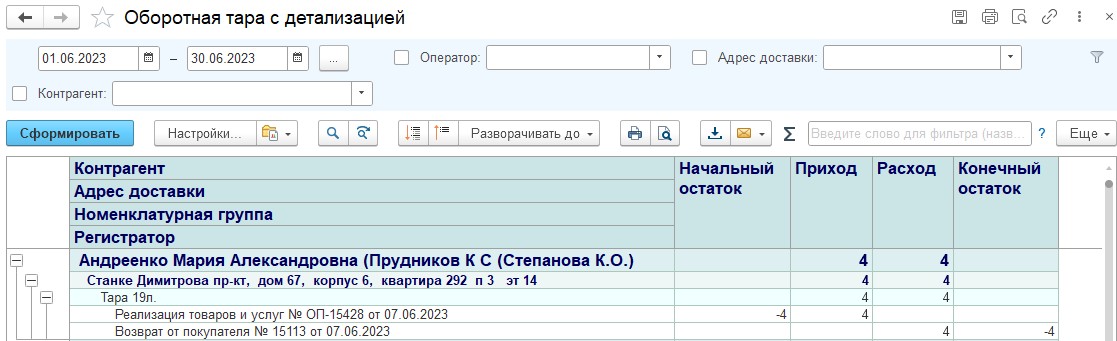 Оборотная тара с детализацией
01.06.2023 – 30.06.2023 ... Оператор: Адрес доставки:
Контрагент:
Сформировать Настройки... Разворачивать до Σ Введите слово для фильтра (назв... ? Еще
Контрагент Начальный остаток Приход Расход Конечный остаток
Адрес доставки
Номенклатурная группа
Регистратор
Андреенко Мария Александровна (Прудников К С (Степанова К.О.) 4 4
Станке Димитрова пр-кт, дом 67, корпус 6, квартира 292 п 3 эт 14 4 4
Тара 19л. 4 4
Реализация товаров и услуг № ОП-15428 от 07.06.2023 -4 4
Возврат от покупателя № 15113 от 07.06.2023 4 -4